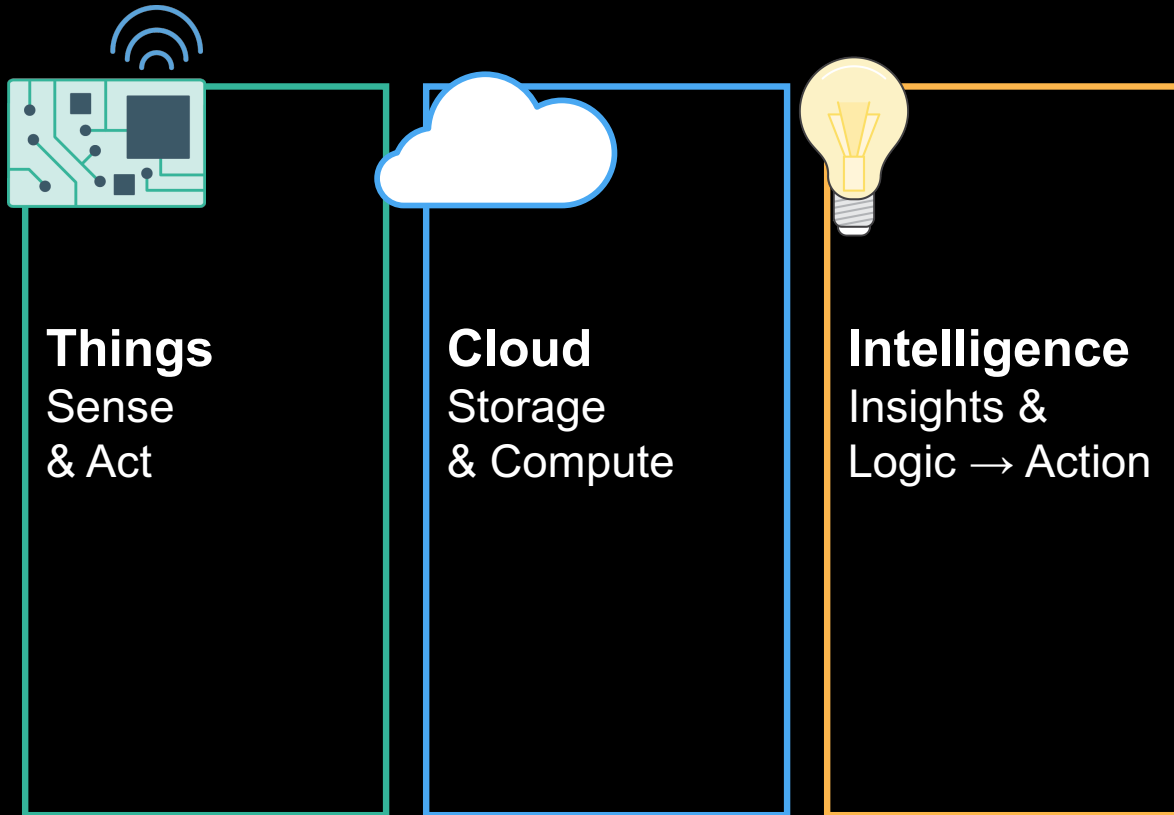 Things
Sense
& Act
Cloud
Storage
& Compute
Intelligence
Insights &
Logic → Action